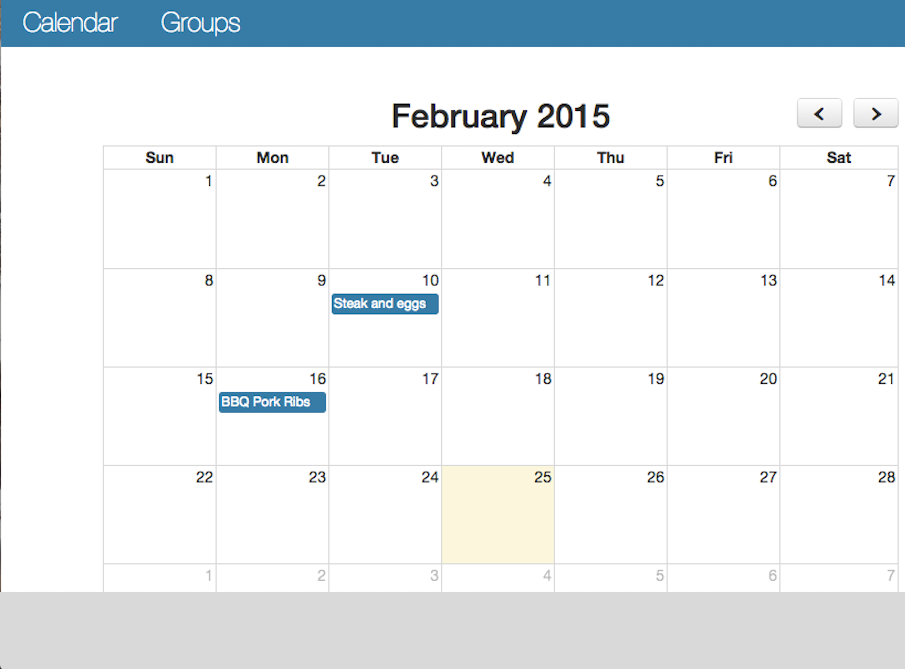 Calendar Groups
February 2015
< >
Sun Mon Tue Wed Thu Fri Sat
1 2 3 4 5 6 7
8 9 10 11 12 13 14
Steak and eggs
15 16 17 18 19 20 21
BBQ Pork Ribs
22 23 24 25 26 27 28
1 2 3 4 5 6 7